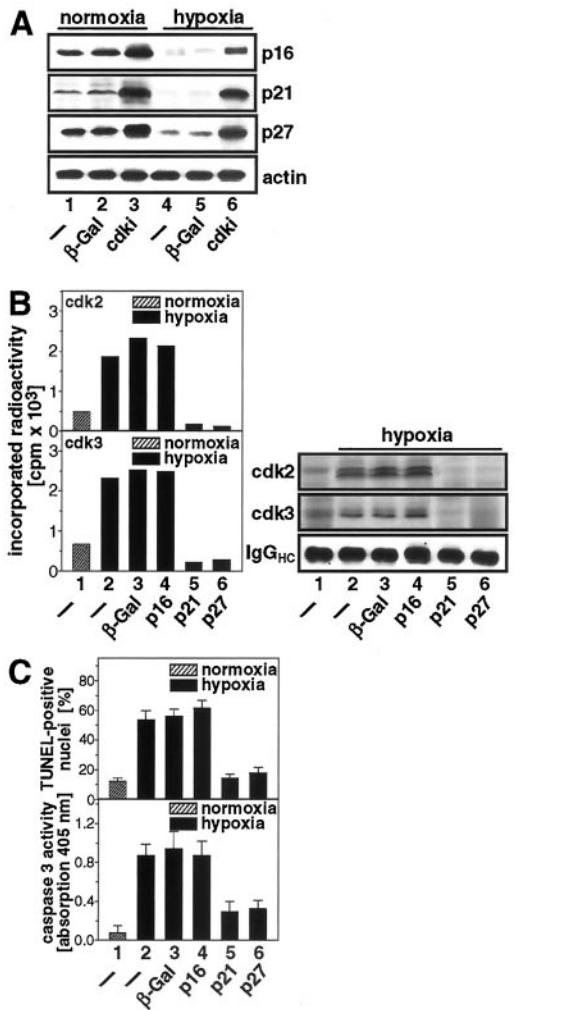 A
normoxia hypoxia
p16
p21
p27
actin
1 2 3 4 5 6
– β-Gal cdki – β-Gal cdki
B
cdk2 normoxia
hypoxia
3
2
1
0
cdk3 normoxia
hypoxia
3
2
1
0
incorporated radioactivity
[cpm x 10³]
1 2 3 4 5 6
– – β-Gal p16 p21 p27
hypoxia
cdk2
cdk3
IgGHC
1 2 3 4 5 6
– – β-Gal p16 p21 p27
C
normoxia
hypoxia
80
60
40
20
0
TUNEL-positive
nuclei [%]
normoxia
hypoxia
1.2
0.8
0.4
0.0
caspase 3 activity
[absorption 405 nm]
1 2 3 4 5 6
– – β-Gal p16 p21 p27